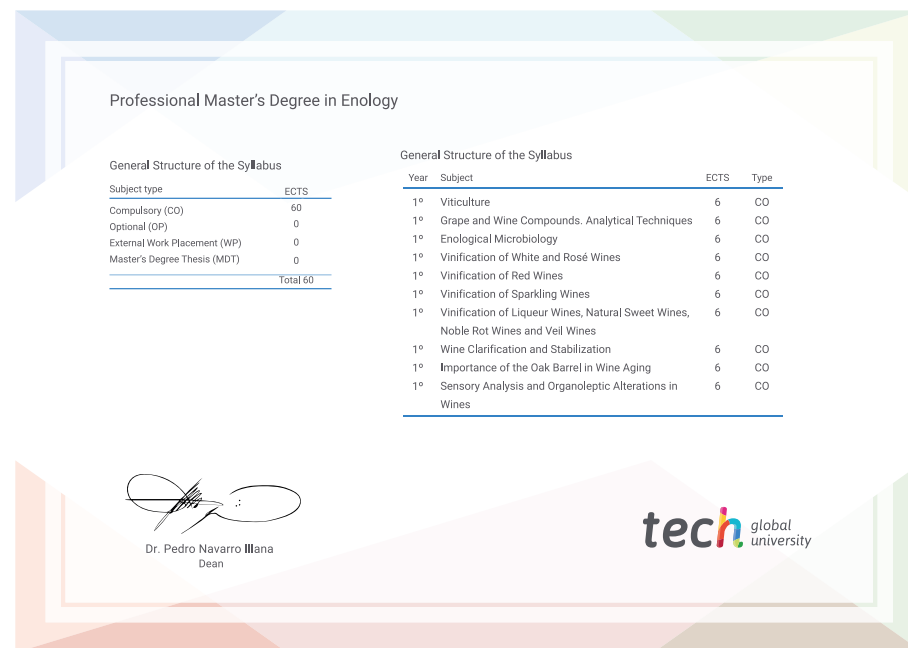 Professional Master's Degree in Enology
General Structure of the Syllabus
Subject type ECTS
Compulsory (CO) 60
Optional (OP) 0
External Work Placement (WP) 0
Master's Degree Thesis (MDT) 0
Total 60
General Structure of the Syllabus
Year Subject ECTS Type
1º Viticulture 6 CO
1º Grape and Wine Compounds. Analytical Techniques 6 CO
1º Enological Microbiology 6 CO
1º Vinification of White and Rosé Wines 6 CO
1º Vinification of Red Wines 6 CO
1º Vinification of Sparkling Wines 6 CO
1º Vinification of Liqueur Wines, Natural Sweet Wines, 6 CO
Noble Rot Wines and Veil Wines
1º Wine Clarification and Stabilization 6 CO
1º Importance of the Oak Barrel in Wine Aging 6 CO
1º Sensory Analysis and Organoleptic Alterations in 6 CO
Wines
Dr. Pedro Navarro Illana
Dean
tech global
university